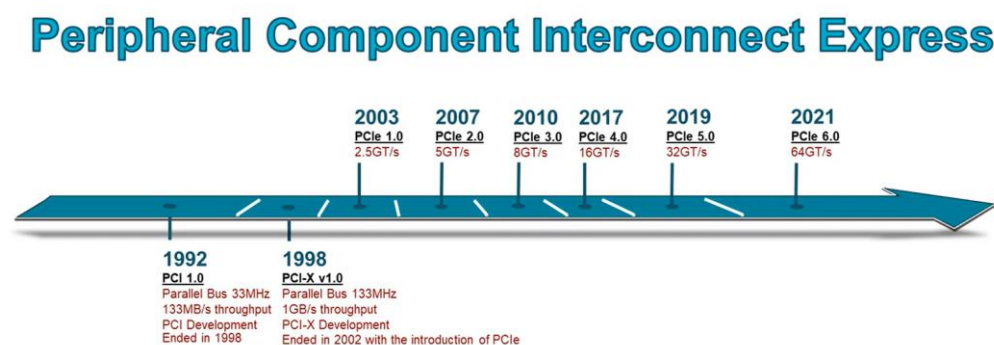 Peripheral Component Interconnect Express
2003
PCIe 1.0
2.5GT/s
2007
PCIe 2.0
5GT/s
2010
PCIe 3.0
8GT/s
2017
PCIe 4.0
16GT/s
2019
PCIe 5.0
32GT/s
2021
PCIe 6.0
64GT/s
1992
PCI 1.0
Parallel Bus 33MHz
133MB/s throughput
PCI Development
Ended in 1998
1998
PCI-X v1.0
Parallel Bus 133MHz
1GB/s throughput
PCI-X Development
Ended in 2002 with the introduction of PCIe